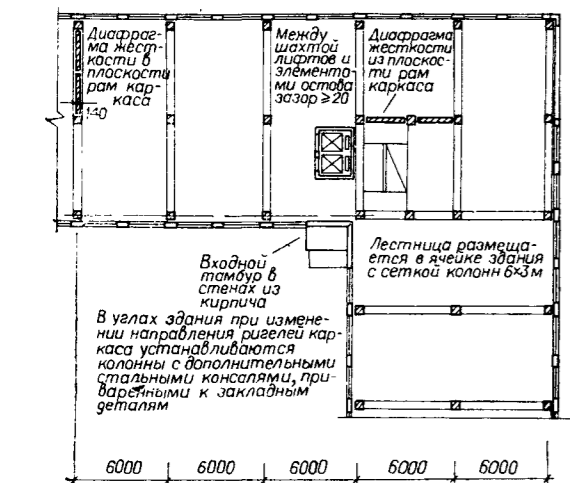 Диафраг-
ма жест-
кости в
плоскости
рам кар-
каса
140
Между
шахтой
лифтов и
элемента-
ми остова
зазор ≥20
Диафрагма
жесткости
из плоскос-
ти рам
каркаса
Входной
тамбур в
стенах из
кирпича
Лестница размеща-
ется в ячейке здания
с сеткой колонн 6×3м
В углах здания при измене-
нии направления ригелей кар-
каса устанавливаются
колонны с дополнительными
стальными консолями, при-
варенными к закладным
деталям
6000 6000 6000 6000 6000